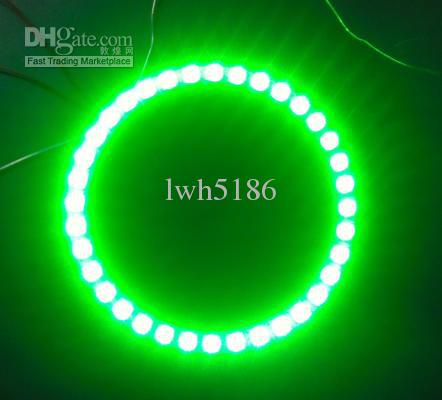 DHgate.com
敦煌网
Fast Trading Marketplace
lwh5186